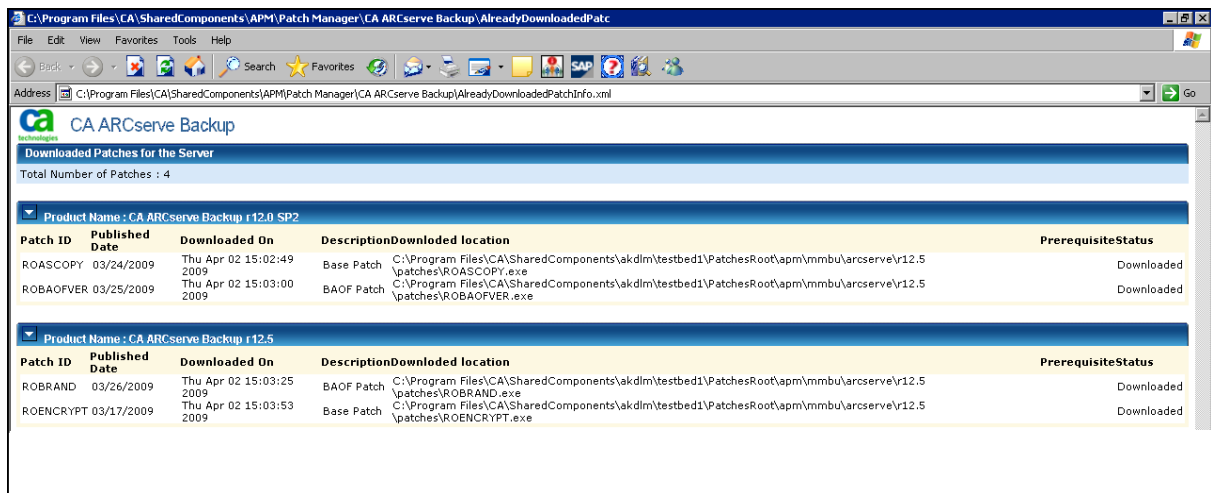 C:\Program Files\CA\SharedComponents\APM\Patch Manager\CA ARCserve Backup\AlreadyDownloadedPatc
File Edit View Favorites Tools Help
Back Search Favorites SAP
Address C:\Program Files\CA\SharedComponents\APM\Patch Manager\CA ARCserve Backup\AlreadyDownloadedPatchInfo.xml Go
ca technologies CA ARCserve Backup
Downloaded Patches for the Server
Total Number of Patches : 4
Product Name : CA ARCserve Backup r12.0 SP2
Patch ID Published Date Downloaded On Description Downloded location Prerequisite Status
ROASCOPY 03/24/2009 Thu Apr 02 15:02:49 2009 Base Patch C:\Program Files\CA\SharedComponents\akdlm\testbed1\PatchesRoot\apm\mmbu\arcserve\r12.5\patches\ROASCOPY.exe Downloaded
ROBAOFVER 03/25/2009 Thu Apr 02 15:03:00 2009 BAOF Patch C:\Program Files\CA\SharedComponents\akdlm\testbed1\PatchesRoot\apm\mmbu\arcserve\r12.5\patches\ROBAOFVER.exe Downloaded
Product Name : CA ARCserve Backup r12.5
Patch ID Published Date Downloaded On Description Downloded location Prerequisite Status
ROBRAND 03/26/2009 Thu Apr 02 15:03:25 2009 BAOF Patch C:\Program Files\CA\SharedComponents\akdlm\testbed1\PatchesRoot\apm\mmbu\arcserve\r12.5\patches\ROBRAND.exe Downloaded
ROENCRYPT 03/17/2009 Thu Apr 02 15:03:53 2009 Base Patch C:\Program Files\CA\SharedComponents\akdlm\testbed1\PatchesRoot\apm\mmbu\arcserve\r12.5\patches\ROENCRYPT.exe Downloaded